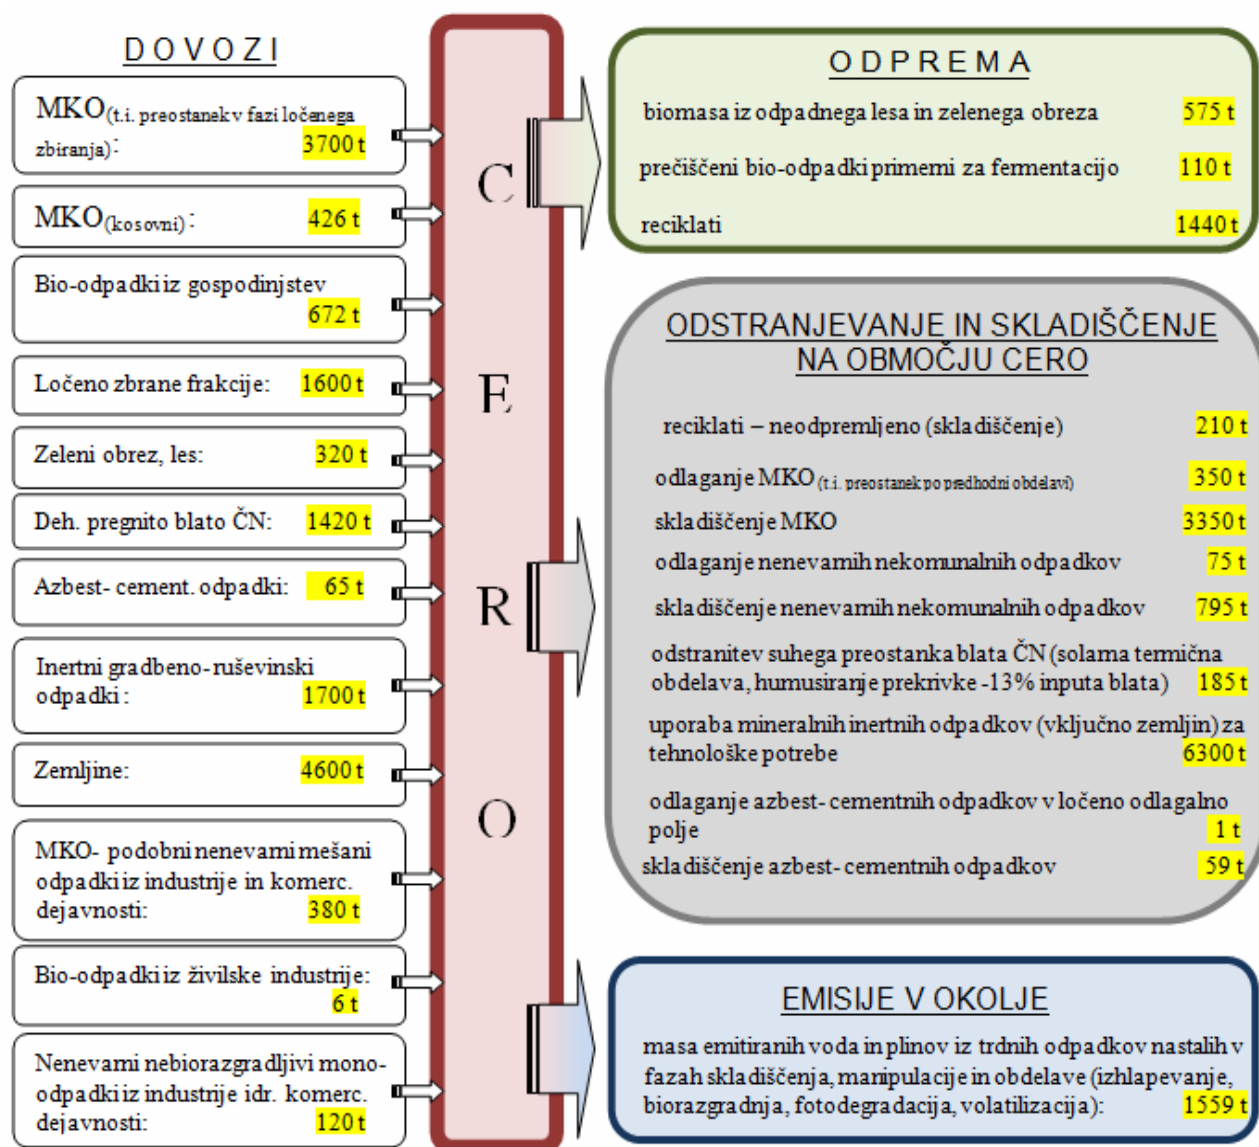 DOVOZI
MKO(t.i. preostanek v fazi ločenega
zbiranja): 3700 t
MKO(kosovni): 426 t
Bio-odpadki iz gospodinjstev
672 t
Ločeno zbrane frakcije: 1600 t
Zeleni obrez, les: 320 t
Deh. pregnito blato ČN: 1420 t
Azbest- cement. odpadki: 65 t
Inertni gradbeno- ruševinski
odpadki: 1700 t
Zemljine: 4600 t
MKO- podobni nenevarni mešani
odpadki iz industrije in komerc.
dejavnosti: 380 t
Bio-odpadki iz živilske industrije:
6 t
Nenevarni nebiorazgradljivi mono-
odpadki iz industrije idr. komerc.
dejavnosti: 120 t
C
E
R
O
ODPREMA
biomasa iz odpadnega lesa in zelenega obreza 575 t
prečiščeni bio-odpadki primerni za fermentacijo 110 t
reciklati 1440 t
ODSTRANJEVANJE IN SKLADIŠČENJE
NA OBMOČJU CERO
reciklati – neodpremljeno (skladiščenje) 210 t
odlaganje MKO (t.i. preostanek po predhodni obdelavi) 350 t
skladiščenje MKO 3350 t
odlaganje nenevarnih nekomunalnih odpadkov 75 t
skladiščenje nenevarnih nekomunalnih odpadkov 795 t
odstranitev suhega preostanka blata ČN (solarna termična
obdelava, humusiranje prekrivke -13% inputa blata) 185 t
uporaba mineralnih inertnih odpadkov (vključno zemljin) za
tehnološke potrebe 6300 t
odlaganje azbest- cementnih odpadkov v ločeno odlagalno
polje 1 t
skladiščenje azbest- cementnih odpadkov 59 t
EMISIJE V OKOLJE
masa emitiranih voda in plinov iz trdnih odpadkov nastalih v
fazah skladiščenja, manipulacije in obdelave (izhlapevanje,
biorazgradnja, fotodegradacija, volatilizacija): 1559 t